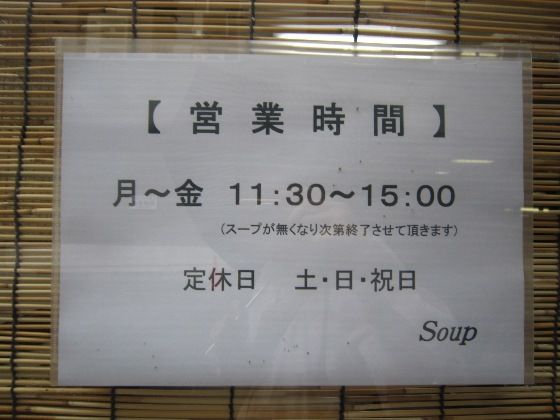 【 営 業 時 間 】
月～金 11:30～15:00
（スープが無くなり次第終了させて頂きます）
定休日 土・日・祝日
Soup